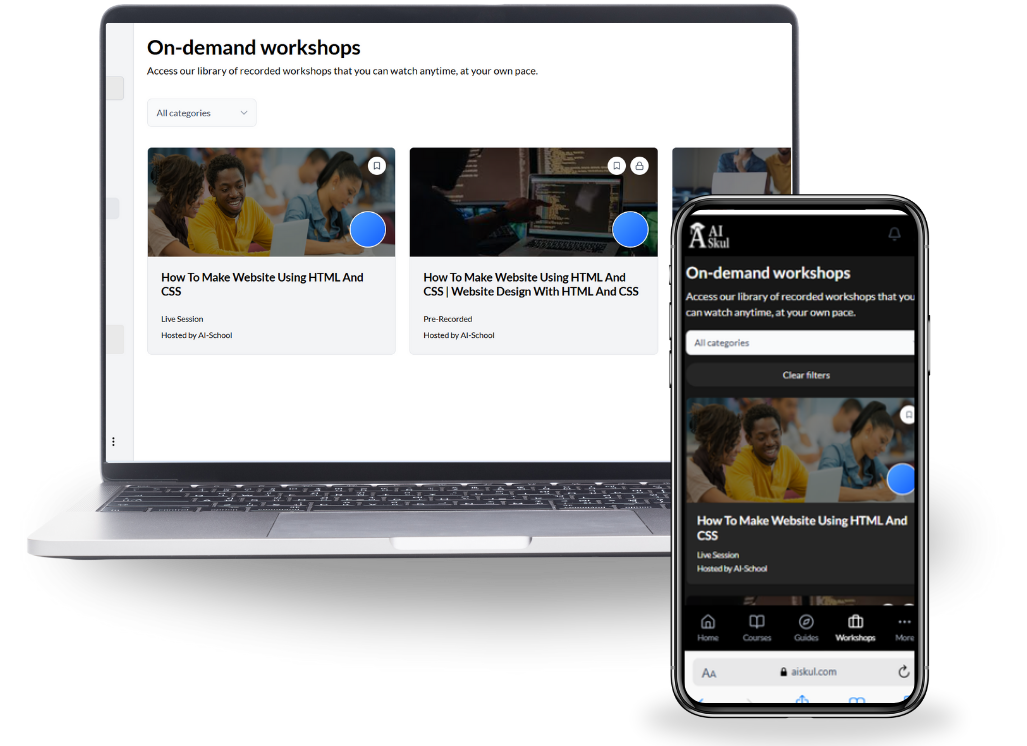 On-demand workshops
Access our library of recorded workshops that you can watch anytime, at your own pace.
All categories
How To Make Website Using HTML And
CSS
Live Session
Hosted by AI-School
How To Make Website Using HTML And
CSS | Website Design With HTML And CSS
Pre-Recorded
Hosted by AI-School
AI
Skul
On-demand workshops
Access our library of recorded workshops that you
can watch anytime, at your own pace.
All categories
Clear filters
How To Make Website Using HTML And
CSS
Live Session
Hosted by AI-School
Home
Courses
Guides
Workshops
More
AA
aiskul.com